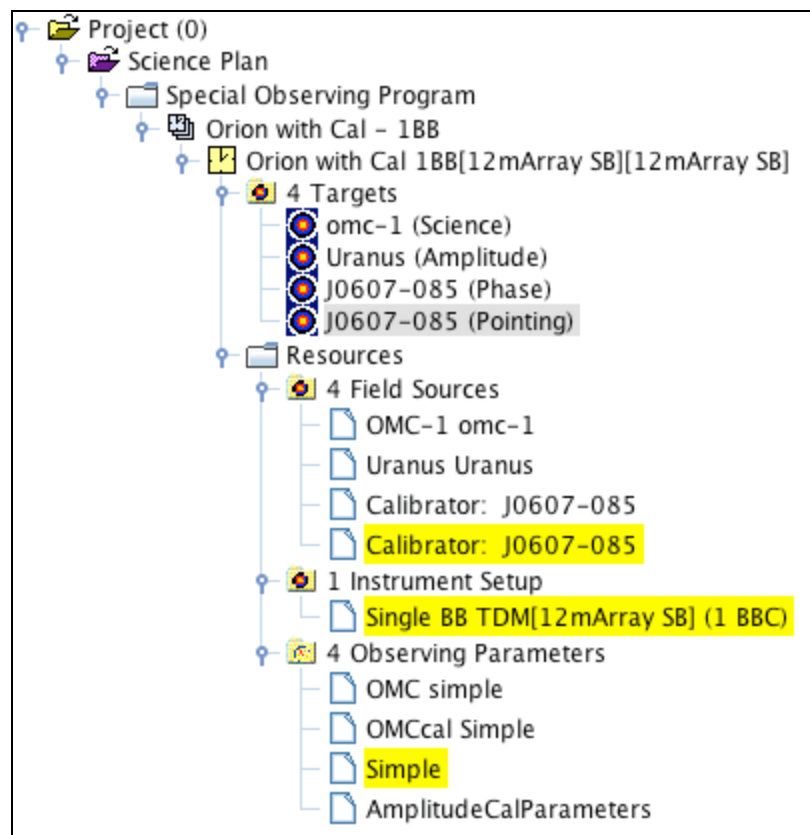 Project (0)
Science Plan
Special Observing Program
Orion with Cal - 1BB
Orion with Cal 1BB[12mArray SB][12mArray SB]
4 Targets
omc-1 (Science)
Uranus (Amplitude)
J0607-085 (Phase)
J0607-085 (Pointing)
Resources
4 Field Sources
OMC-1 omc-1
Uranus Uranus
Calibrator: J0607-085
Calibrator: J0607-085
1 Instrument Setup
Single BB TDM[12mArray SB] (1 BBC)
4 Observing Parameters
OMC simple
OMCcal Simple
Simple
AmplitudeCalParameters